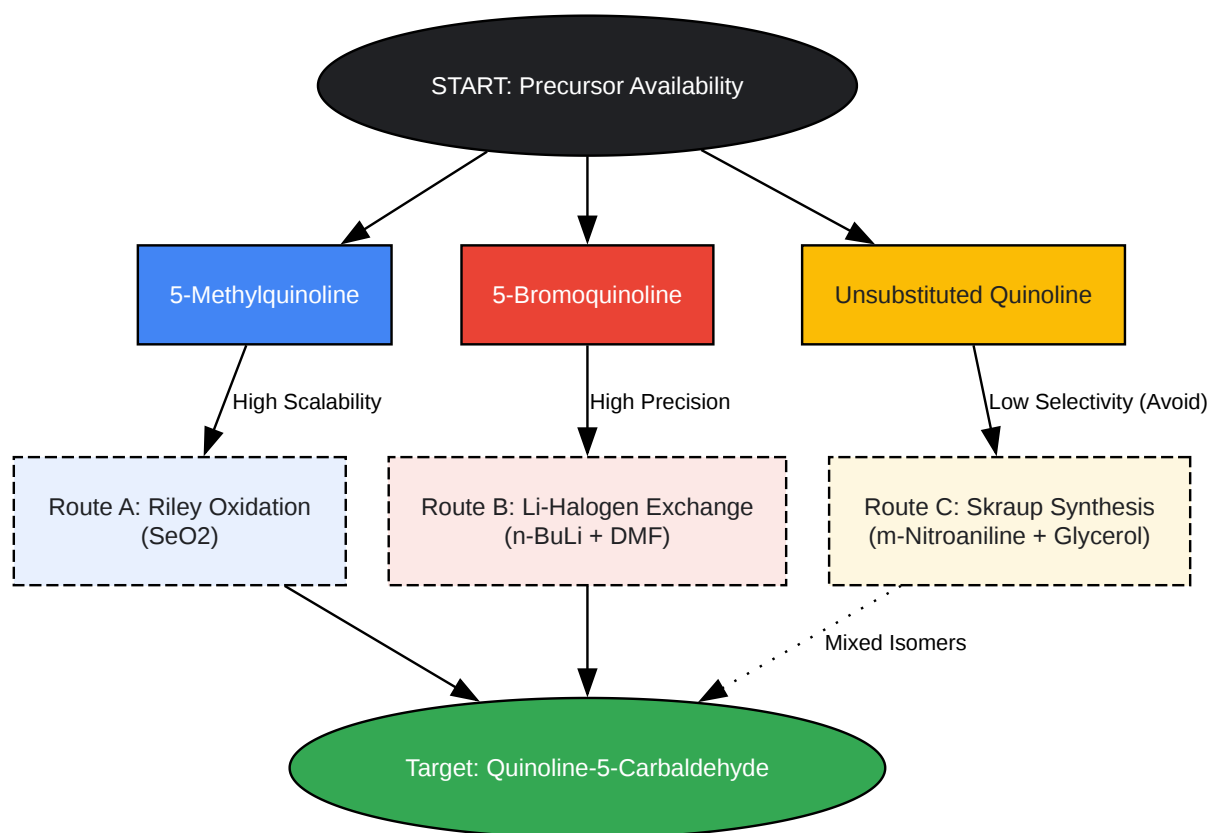 START: Precursor Availability
5-Methylquinoline
5-Bromoquinoline
Unsubstituted Quinoline
High Scalability
High Precision
Low Selectivity (Avoid)
Route A: Riley Oxidation
(SeO2)
Route B: Li-Halogen Exchange
(n-BuLi + DMF)
Route C: Skraup Synthesis
(m-Nitroaniline + Glycerol)
Mixed Isomers
Target: Quinoline-5-Carbaldehyde